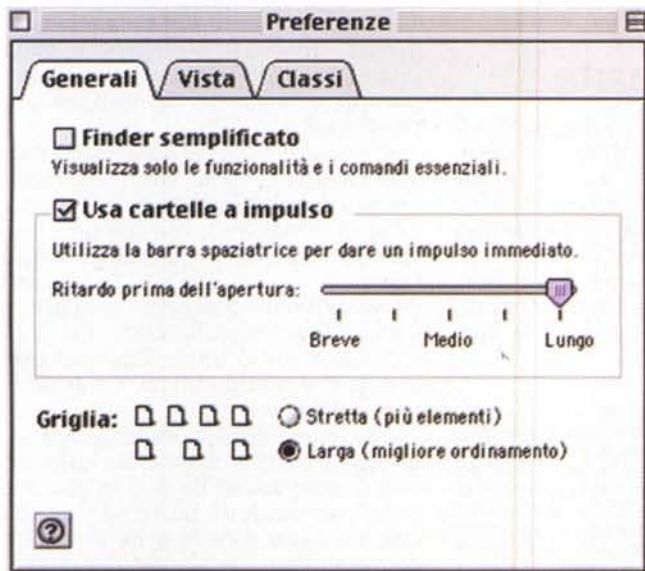 Preferenze
Generali Vista Classi
Finder semplificato
Visualizza solo le funzionalità e i comandi essenziali.
Usa cartelle a impulso
Utilizza la barra spaziatrice per dare un impulso immediato.
Ritardo prima dell'apertura:
Breve Medio Lungo
Griglia: Stretta (più elementi)
Larga (migliore ordinamento)
?